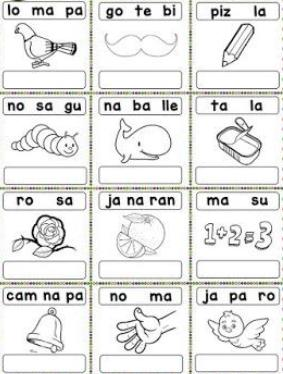 lo ma pa
go te bi
piz la
no sa gu
na ba lle
ta la
ro sa
ja na ran
ma su
1+2=3
cam na pa
no ma
ja pa ro